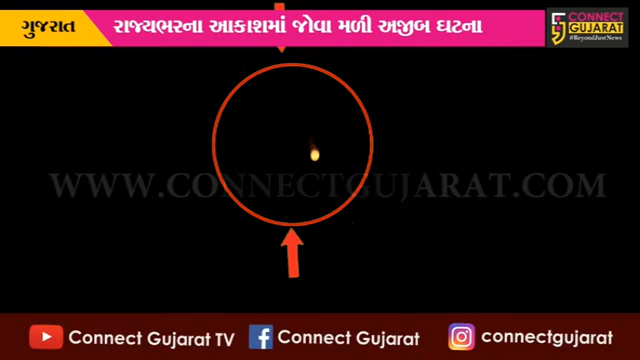 ગુજરાત
રાજ્યભરના આકાશમાં જોવા મળી અજીબ ઘટના
CONNECT
GUJARAT
#BeyondJustNews
WWW.CONNECTGUJARAT.COM
Connect Gujarat TV
Connect Gujarat
connectgujarat